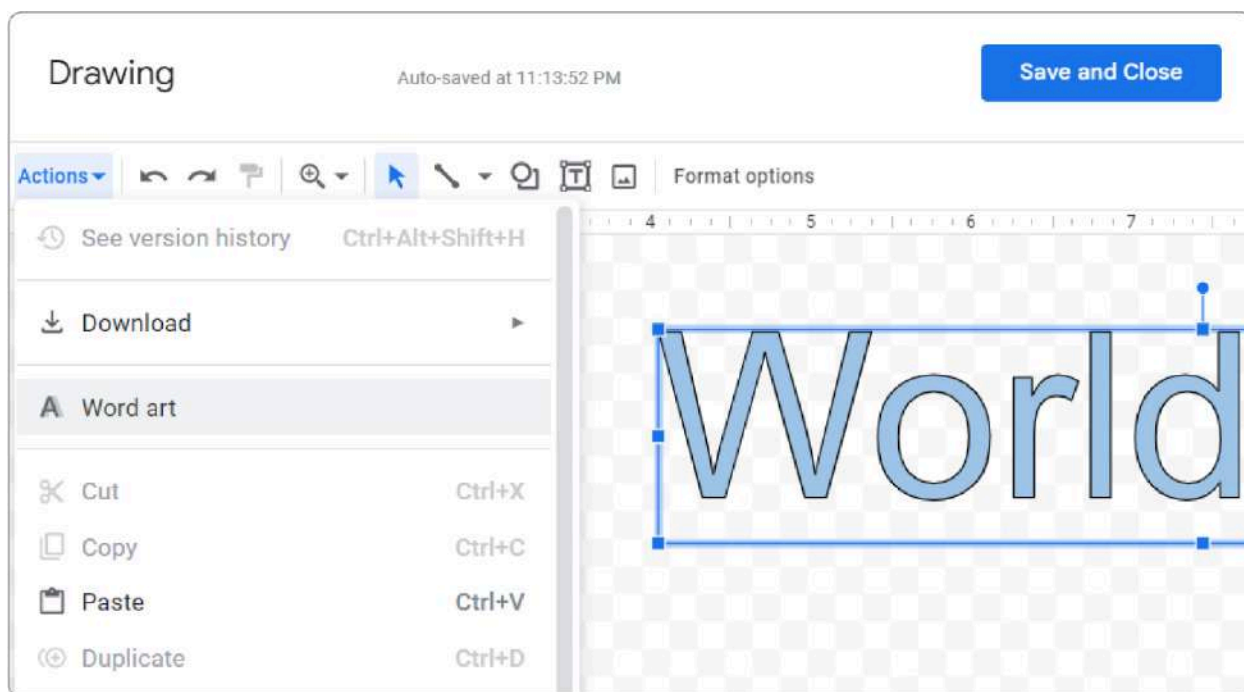 Drawing Auto-saved at 11:13:52 PM Save and Close
Actions Format options
4 5 6 7
See version history Ctrl+Alt+Shift+H
Download
A Word art
Cut Ctrl+X
Copy Ctrl+C
Paste Ctrl+V
Duplicate Ctrl+D
World